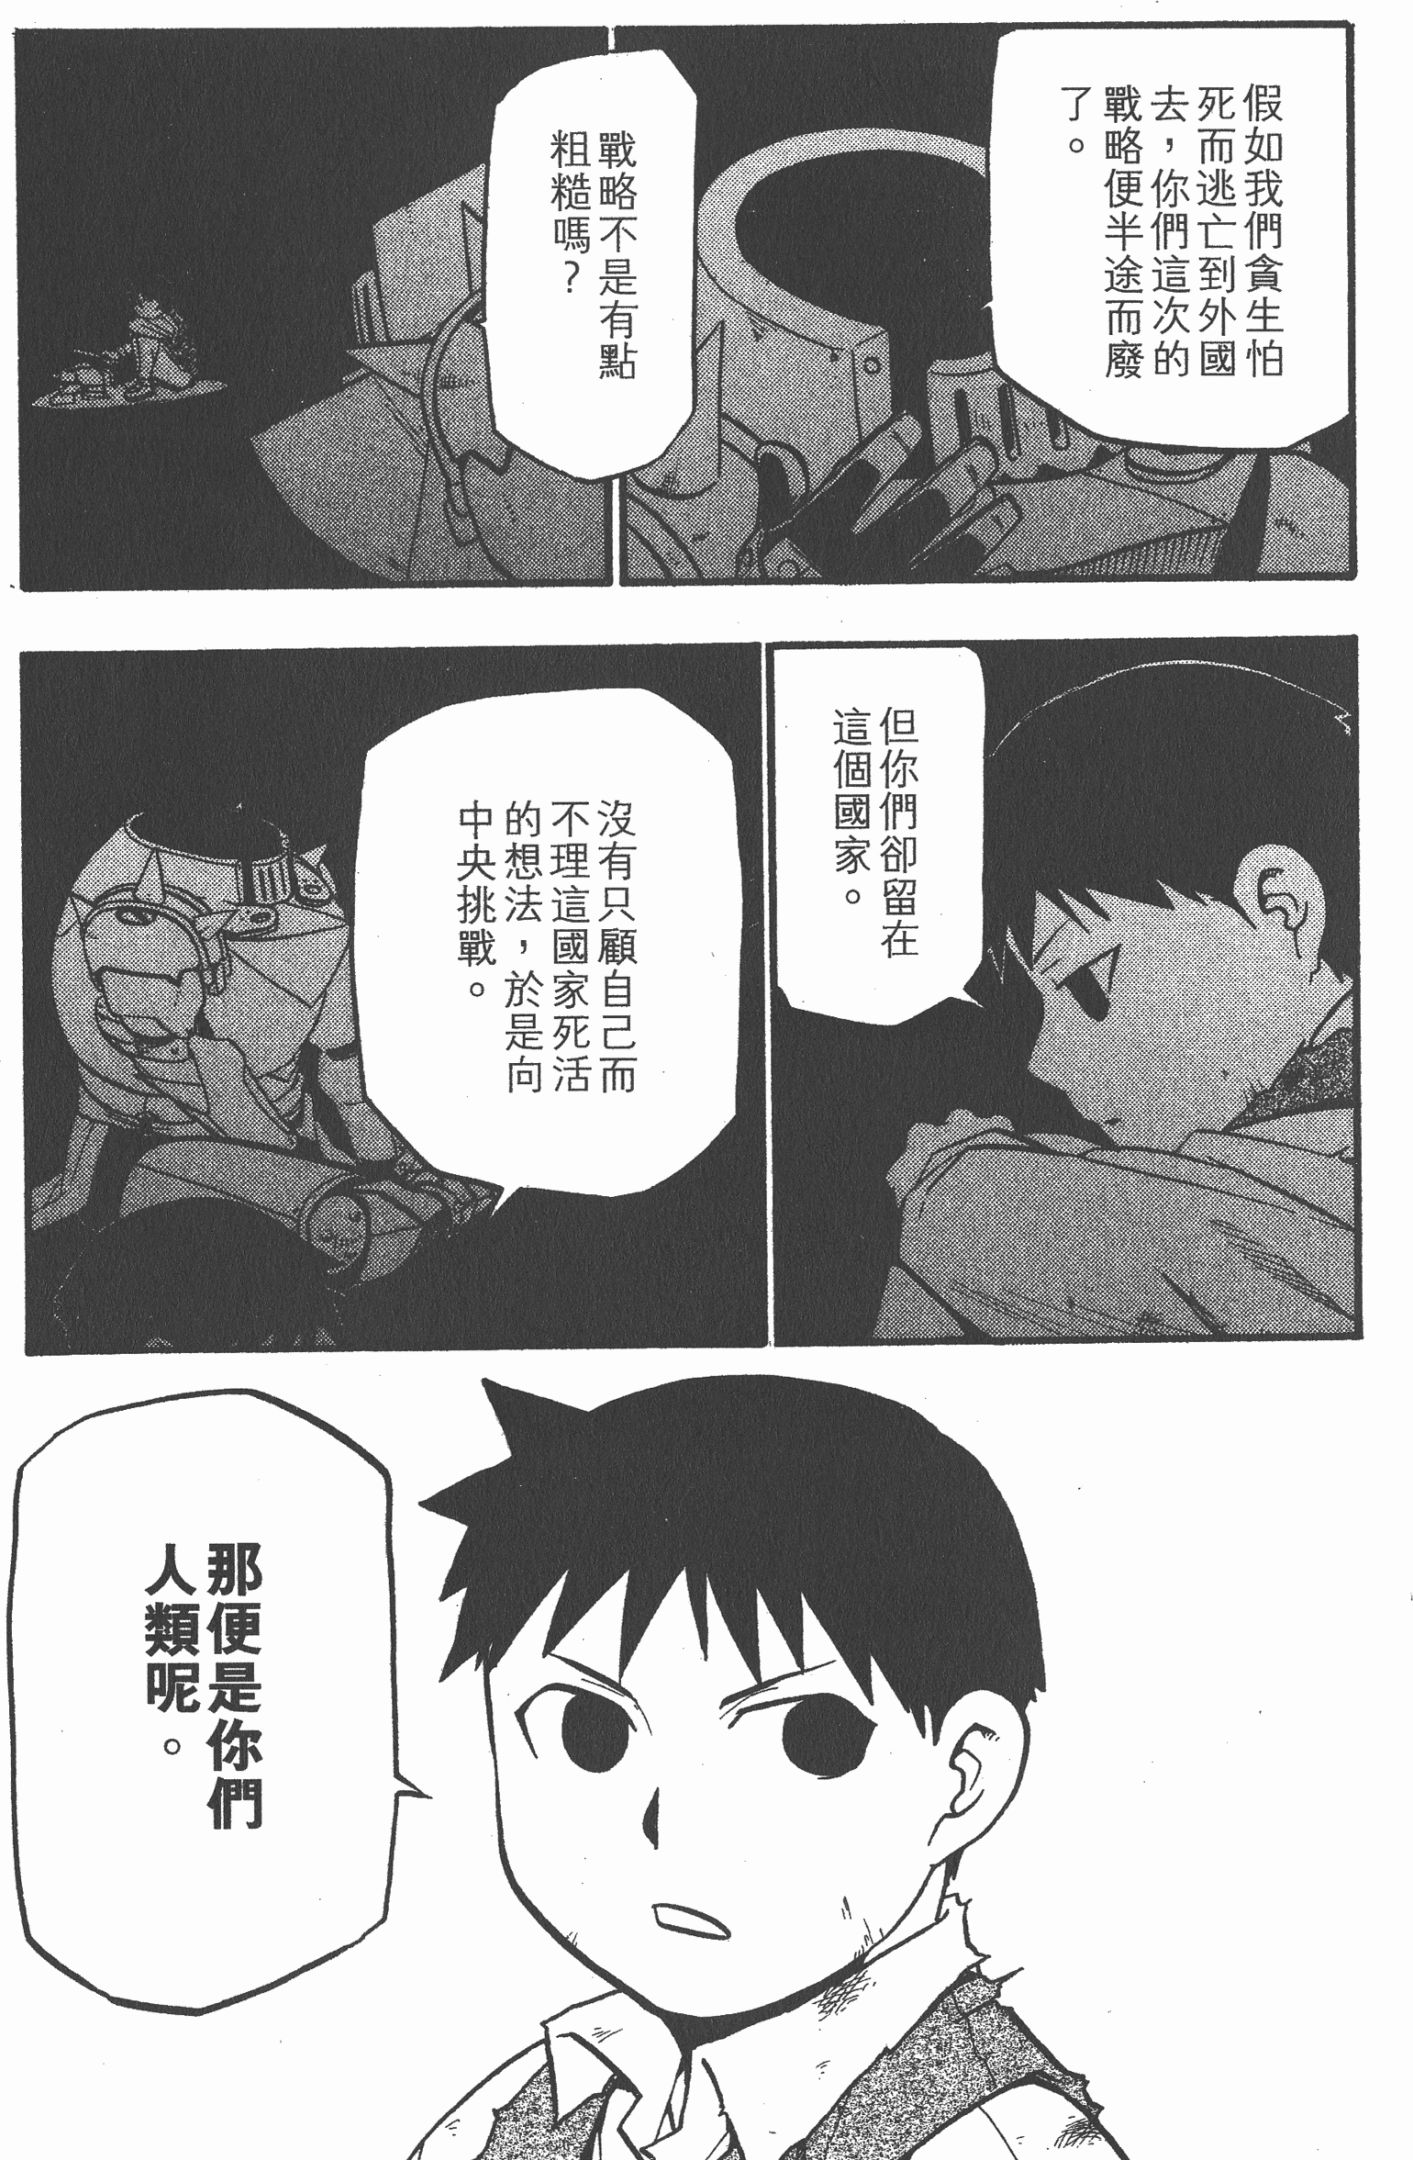 假如我們貪生怕
死而逃亡到外國
去，你們這次的
戰略便半途而廢
了。
戰略不是有點
粗糙嗎？
但你們卻留在
這個國家。
沒有只顧自己而
不理這國家死活
的想法，於是向
中央挑戰。
那便是你們
人類呢。